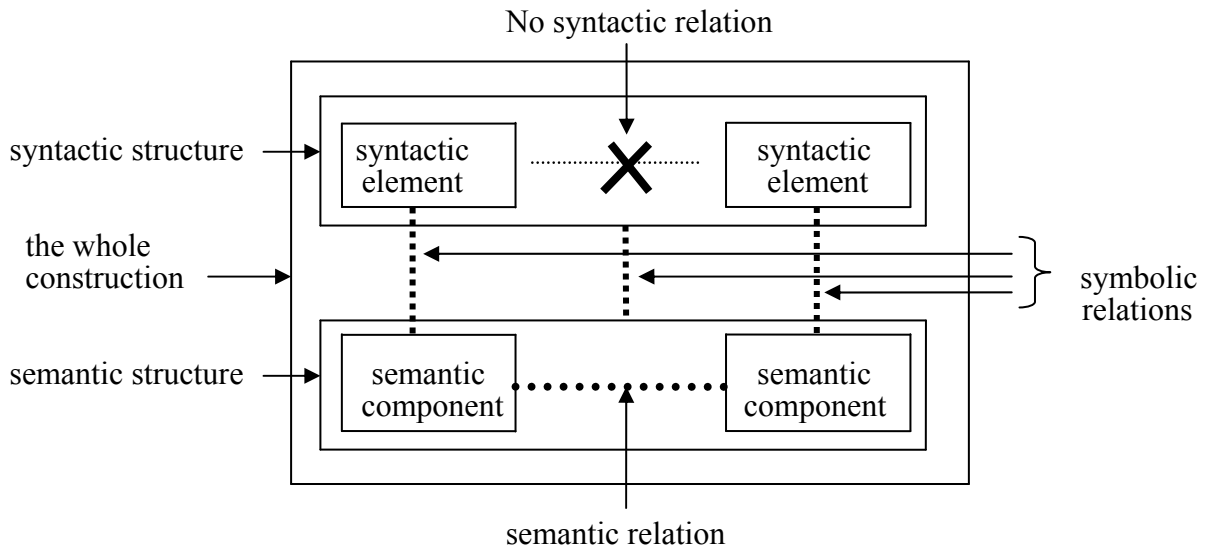 No syntactic relation
syntactic structure
syntactic
element
syntactic
element
the whole
construction
symbolic
relations
semantic structure
semantic
component
semantic
component
semantic relation